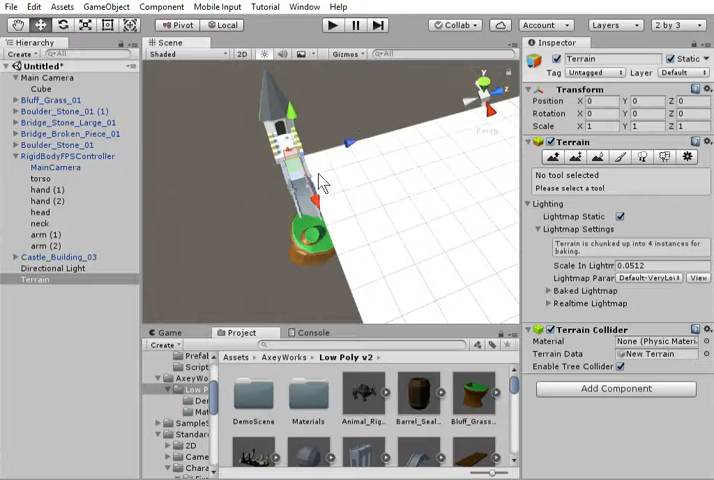 File Edit Assets GameObject Component Mobile Input Tutorial Window Help
Pivot Local Collab Account Layers 2 by 3
Hierarchy
Create All
Untitled*
Main Camera
Cube
Bluff_Grass_01
Boulder_Stone_01 (1)
Bridge_Stone_Large_01
Bridge_Broken_Piece_01
Boulder_Stone_01
RigidBodyFPSController
MainCamera
torso
hand (1)
hand (2)
head
neck
arm (1)
arm (2)
Castle_Building_03
Directional Light
Terrain
Scene
Shaded 2D Gizmos All
y
z
Persp
Game Project Console
Create
Prefab
Script
AxeyWo
Low P
De
Mat
SampleS
Standar
2D
Came
Chara
Assets AxeyWorks Low Poly v2
DemoScene Materials Animal_Rig... Barrel_Seal... Bluff_Grass...
Inspector
Terrain Static
Tag Untagged Layer Default
Transform
Position X 0 Y 0 Z 0
Rotation X 0 Y 0 Z 0
Scale X 1 Y 1 Z 1
Terrain
No tool selected
Please select a tool
Lighting
Lightmap Static
Lightmap Settings
Terrain is chunked up into 4 instances for
baking.
Scale In Lightm 0.0512
Lightmap Parar Default-VeryLo View
Baked Lightmap
Realtime Lightmap
Terrain Collider
Material None (Physic Materi
Terrain Data New Terrain
Enable Tree Collider
Add Component